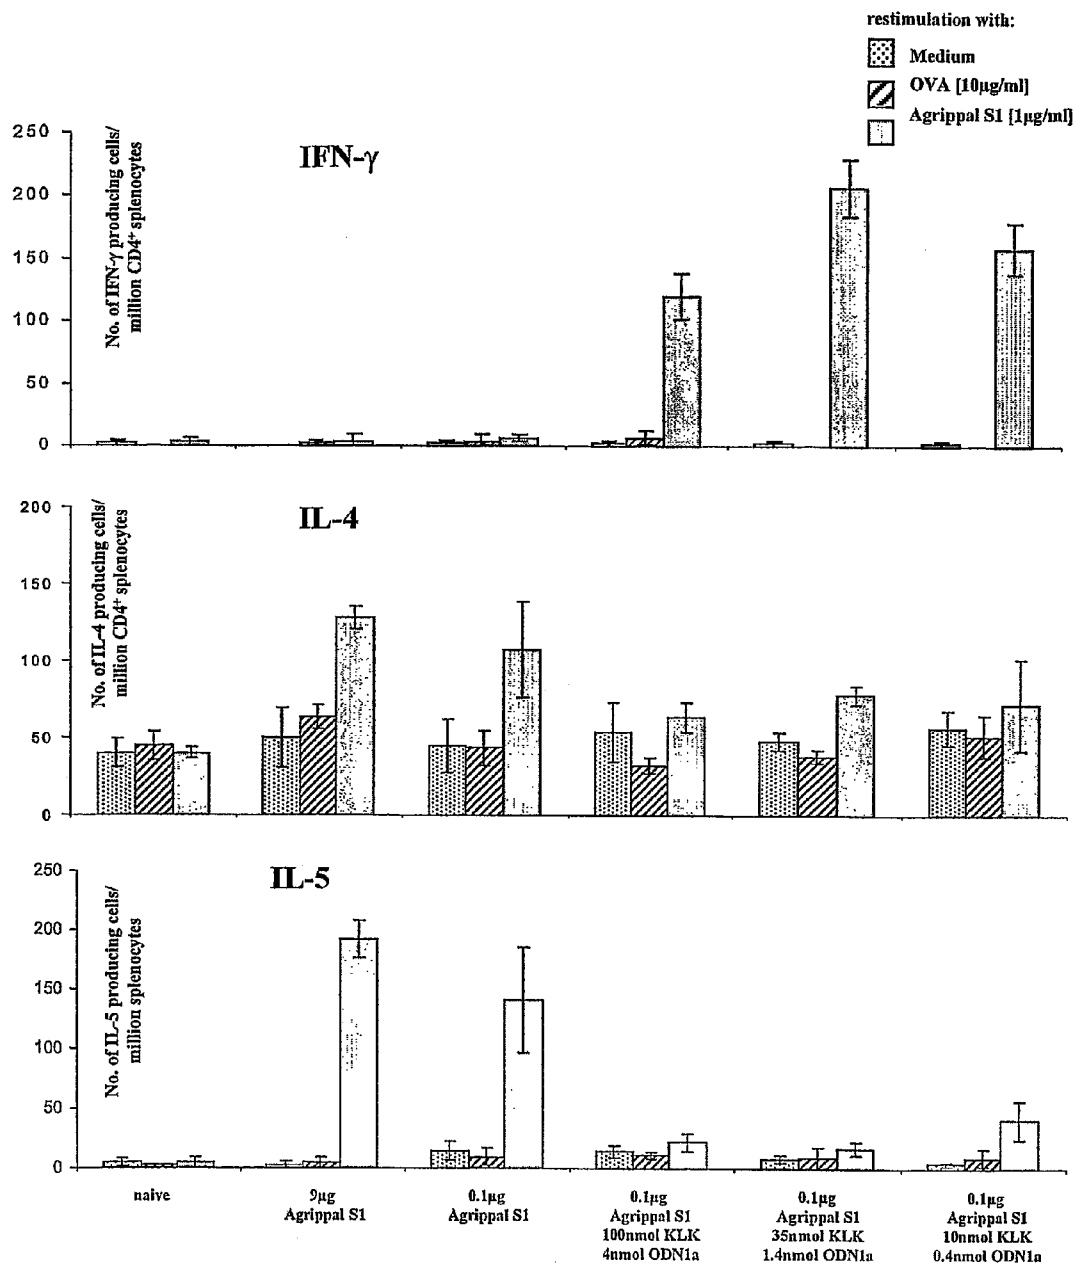 restimulation with:
Medium
OVA [10µg/ml]
Agrippal S1 [1µg/ml]
IFN-γ
No. of IFN-γ producing cells/
million CD4⁺ splenocytes
250
200
150
100
50
0
IL-4
No. of IL-4 producing cells/
million CD4⁺ splenocytes
200
150
100
50
0
IL-5
No. of IL-5 producing cells/
million splenocytes
250
200
150
100
50
0
naive
9µg
Agrippal S1
0.1µg
Agrippal S1
0.1µg
Agrippal S1
100nmol KLK
4nmol ODN1a
0.1µg
Agrippal S1
35nmol KLK
1.4nmol ODN1a
0.1µg
Agrippal S1
10nmol KLK
0.4nmol ODN1a